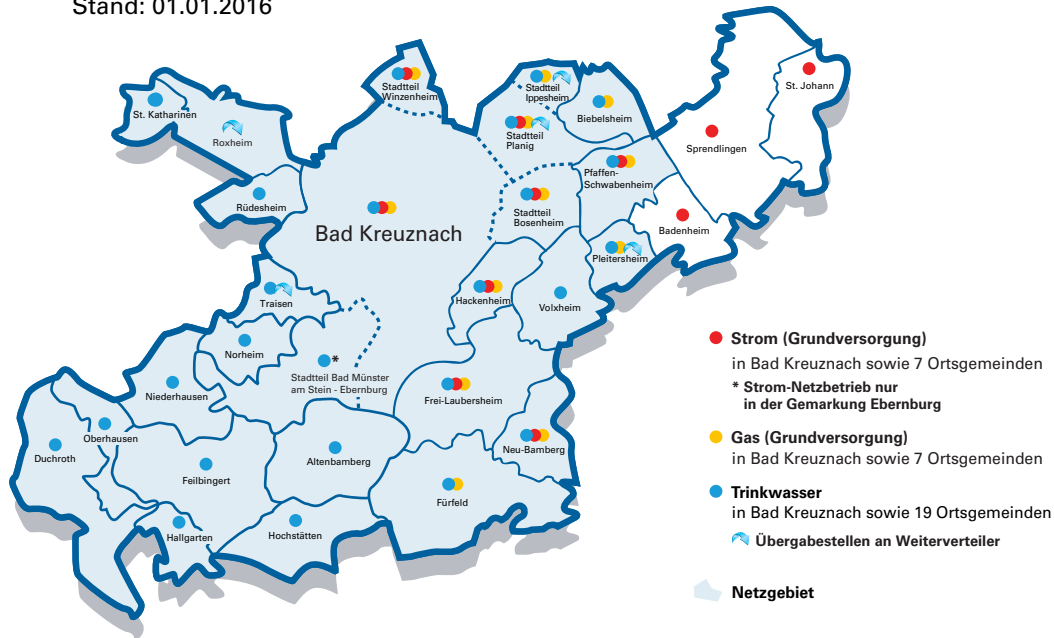 Stand: 01.01.2016
St. Johann
Stadtteil
Winzenheim
Stadtteil
Ippesheim
Biebelsheim
St. Katharinen
Roxheim
Stadtteil
Planig
Sprendlingen
Pfaffen-
Schwabenheim
Rüdesheim
Stadtteil
Bosenheim
Badenheim
Bad Kreuznach
Pleitersheim
Traisen
Hackenheim
Volxheim
Norheim
*
Stadtteil Bad Münster
am Stein - Ebernburg
Niederhausen
Frei-Laubersheim
Oberhausen
Duchroth
Altenbamberg
Neu-Bamberg
Feilbingert
Fürfeld
Hallgarten
Hochstätten
Strom (Grundversorgung)
in Bad Kreuznach sowie 7 Ortsgemeinden
* Strom-Netzbetrieb nur
in der Gemarkung Ebernburg
Gas (Grundversorgung)
in Bad Kreuznach sowie 7 Ortsgemeinden
Trinkwasser
in Bad Kreuznach sowie 19 Ortsgemeinden
Übergabestellen an Weiterverteiler
Netzgebiet